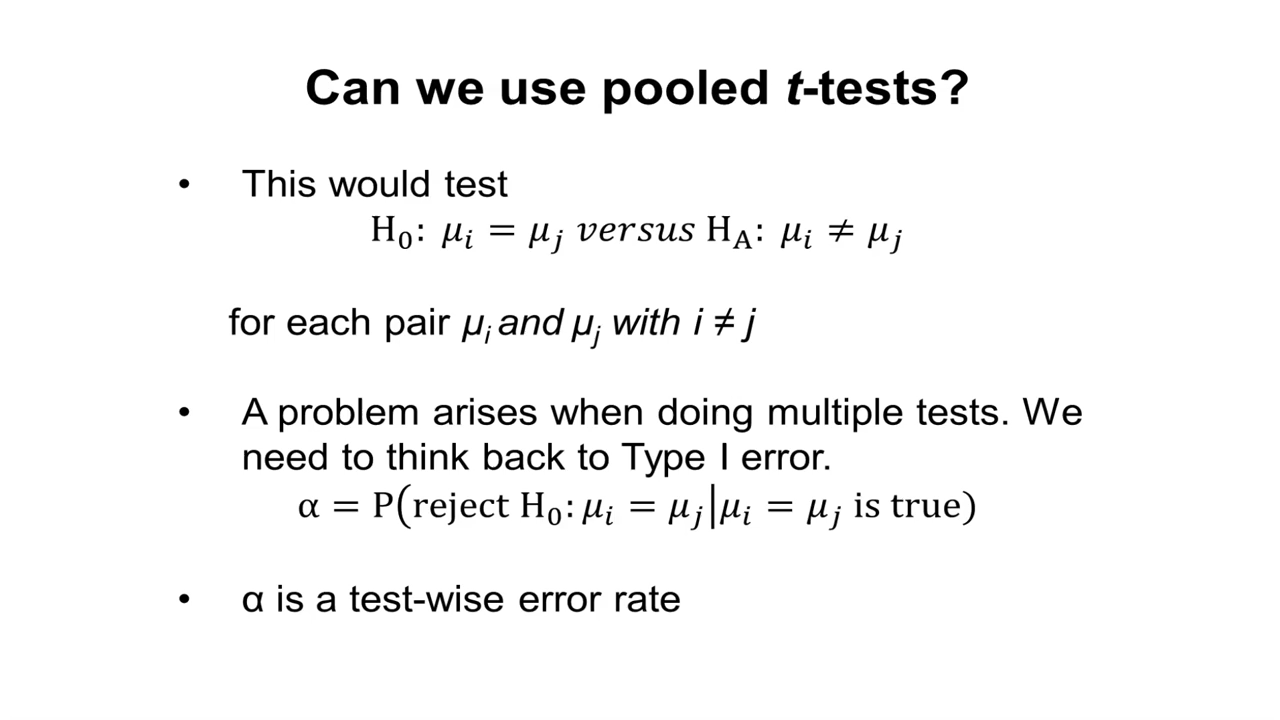 Can we use pooled t-tests?
• This would test
H₀: μᵢ = μⱼ versus H_A: μᵢ ≠ μⱼ
for each pair μᵢ and μⱼ with i ≠ j
• A problem arises when doing multiple tests. We
need to think back to Type I error.
α = P(reject H₀: μᵢ = μⱼ|μᵢ = μⱼ is true)
• α is a test-wise error rate